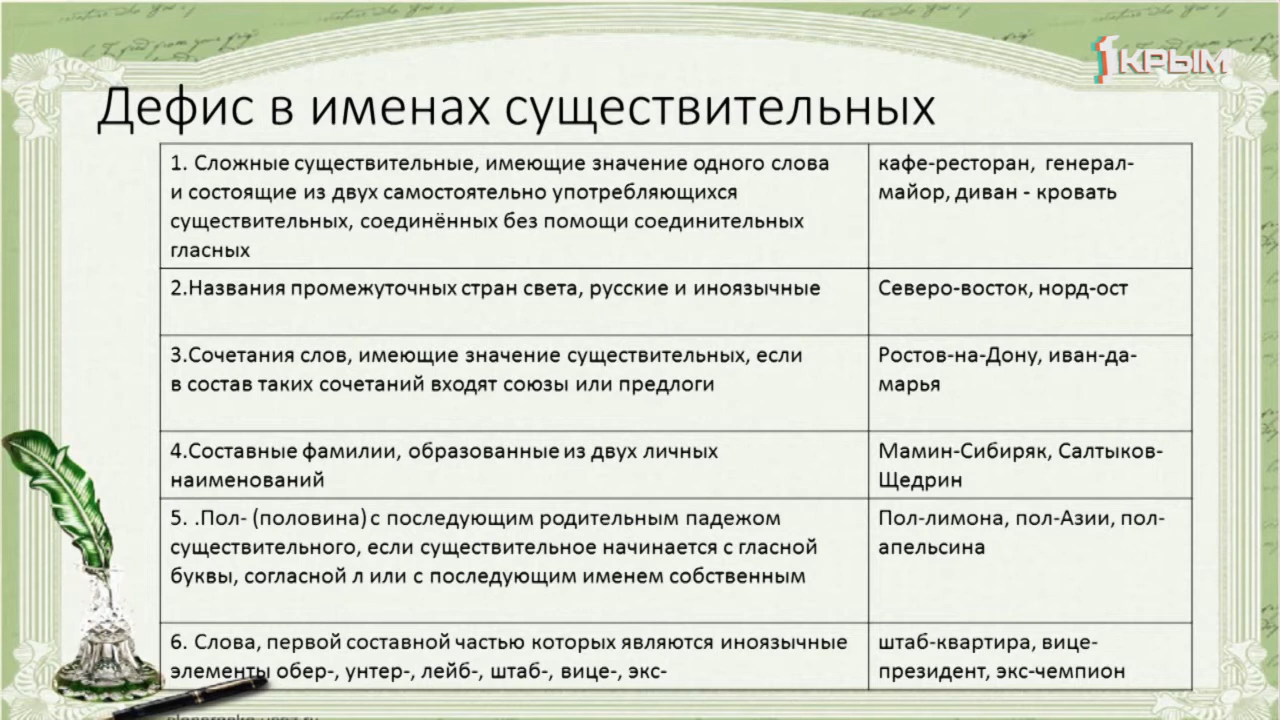 1КРЫМ
Дефис в именах существительных
1. Сложные существительные, имеющие значение одного слова
и состоящие из двух самостоятельно употребляющихся
существительных, соединённых без помощи соединительных
гласных
кафе-ресторан, генерал-
майор, диван - кровать
2.Названия промежуточных стран света, русские и иноязычные
Северо-восток, норд-ост
3.Сочетания слов, имеющие значение существительных, если
в состав таких сочетаний входят союзы или предлоги
Ростов-на-Дону, иван-да-
марья
4.Составные фамилии, образованные из двух личных
наименований
Мамин-Сибиряк, Салтыков-
Щедрин
5. .Пол- (половина) с последующим родительным падежом
существительного, если существительное начинается с гласной
буквы, согласной л или с последующим именем собственным
Пол-лимона, пол-Азии, пол-
апельсина
6. Слова, первой составной частью которых являются иноязычные
элементы обер-, унтер-, лейб-, штаб-, вице-, экс-
штаб-квартира, вице-
президент, экс-чемпион